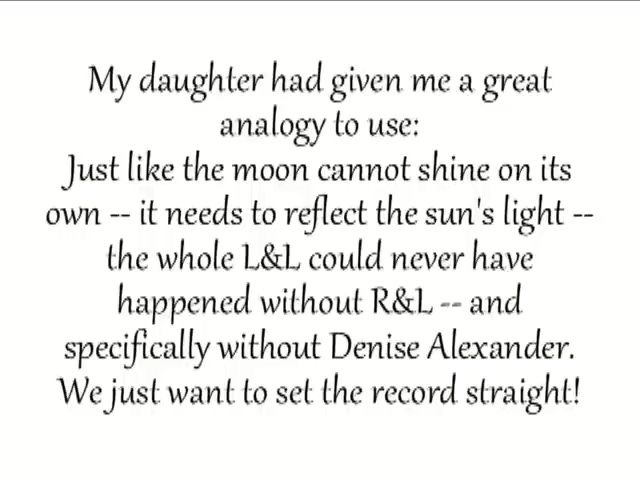 My daughter had given me a great
analogy to use:
Just like the moon cannot shine on its
own -- it needs to reflect the sun's light --
the whole L&L could never have
happened without R&L -- and
specifically without Denise Alexander.
We just want to set the record straight!